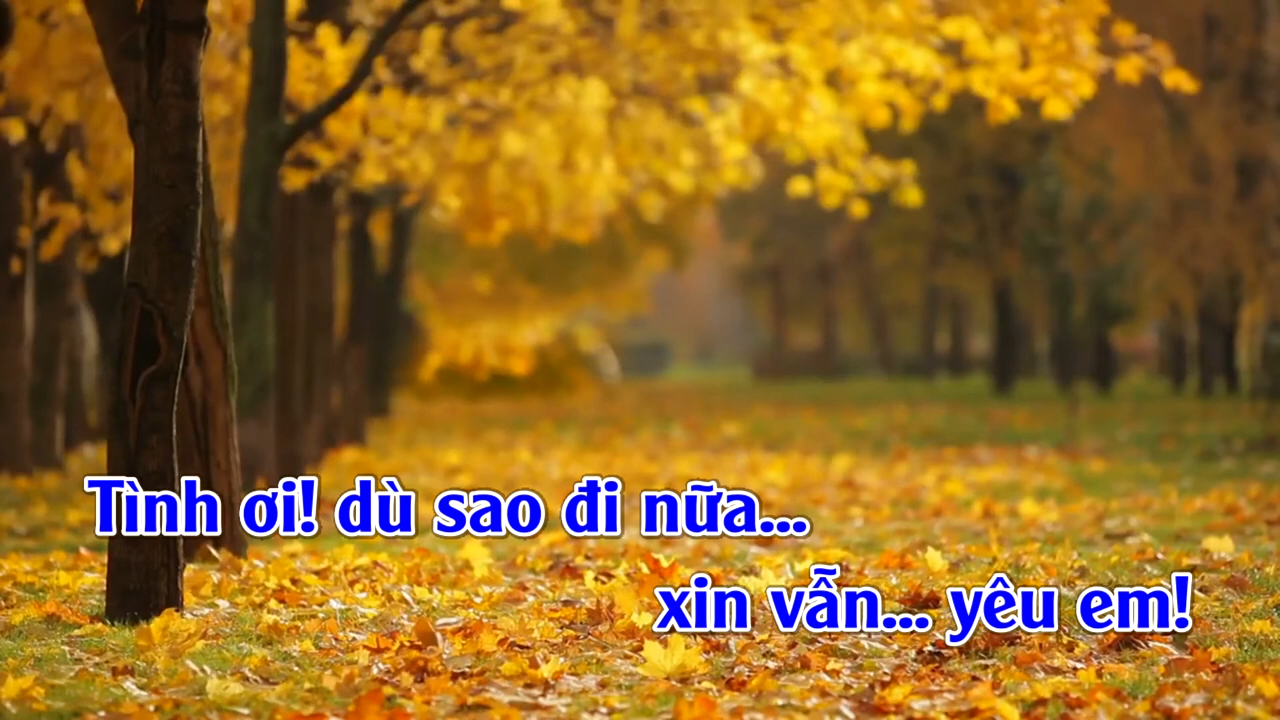 Tình ơi! dù sao đi nữa...
xin vẫn... yêu em!